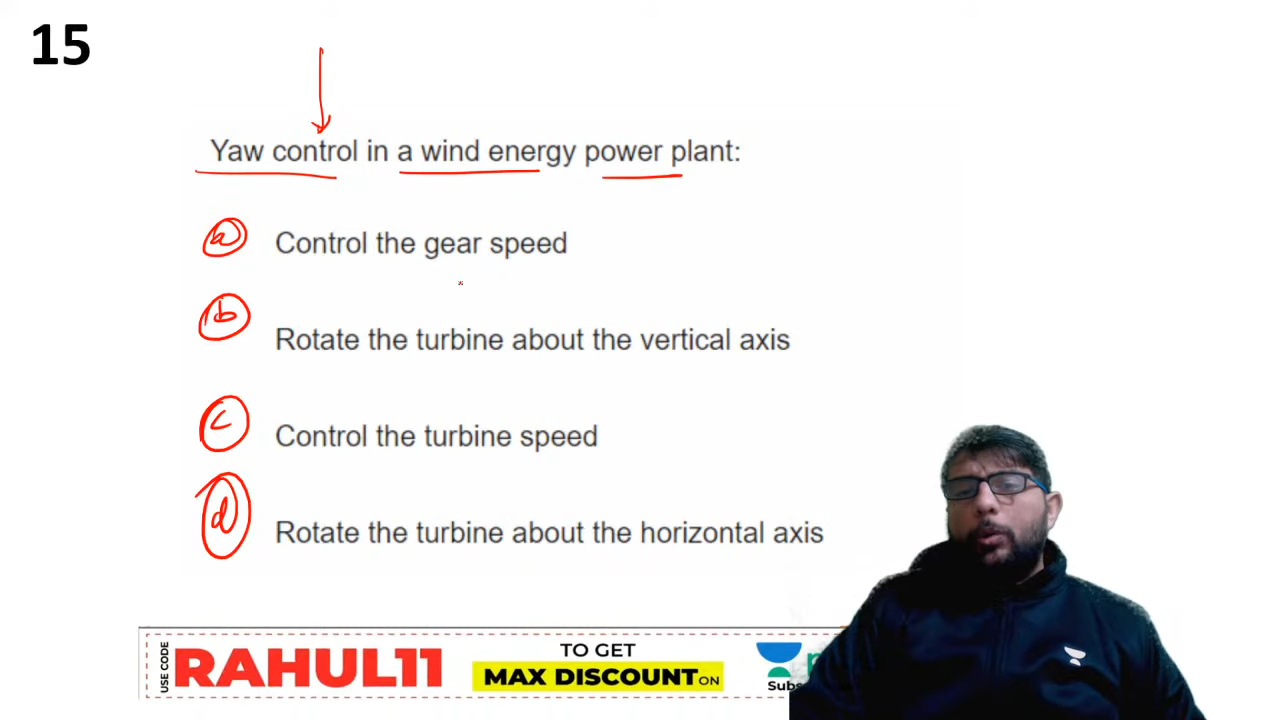 15
Yaw control in a wind energy power plant:
a Control the gear speed
b Rotate the turbine about the vertical axis
c Control the turbine speed
d Rotate the turbine about the horizontal axis
USE CODE
RAHUL11
TO GET
MAX DISCOUNT ON
Subs